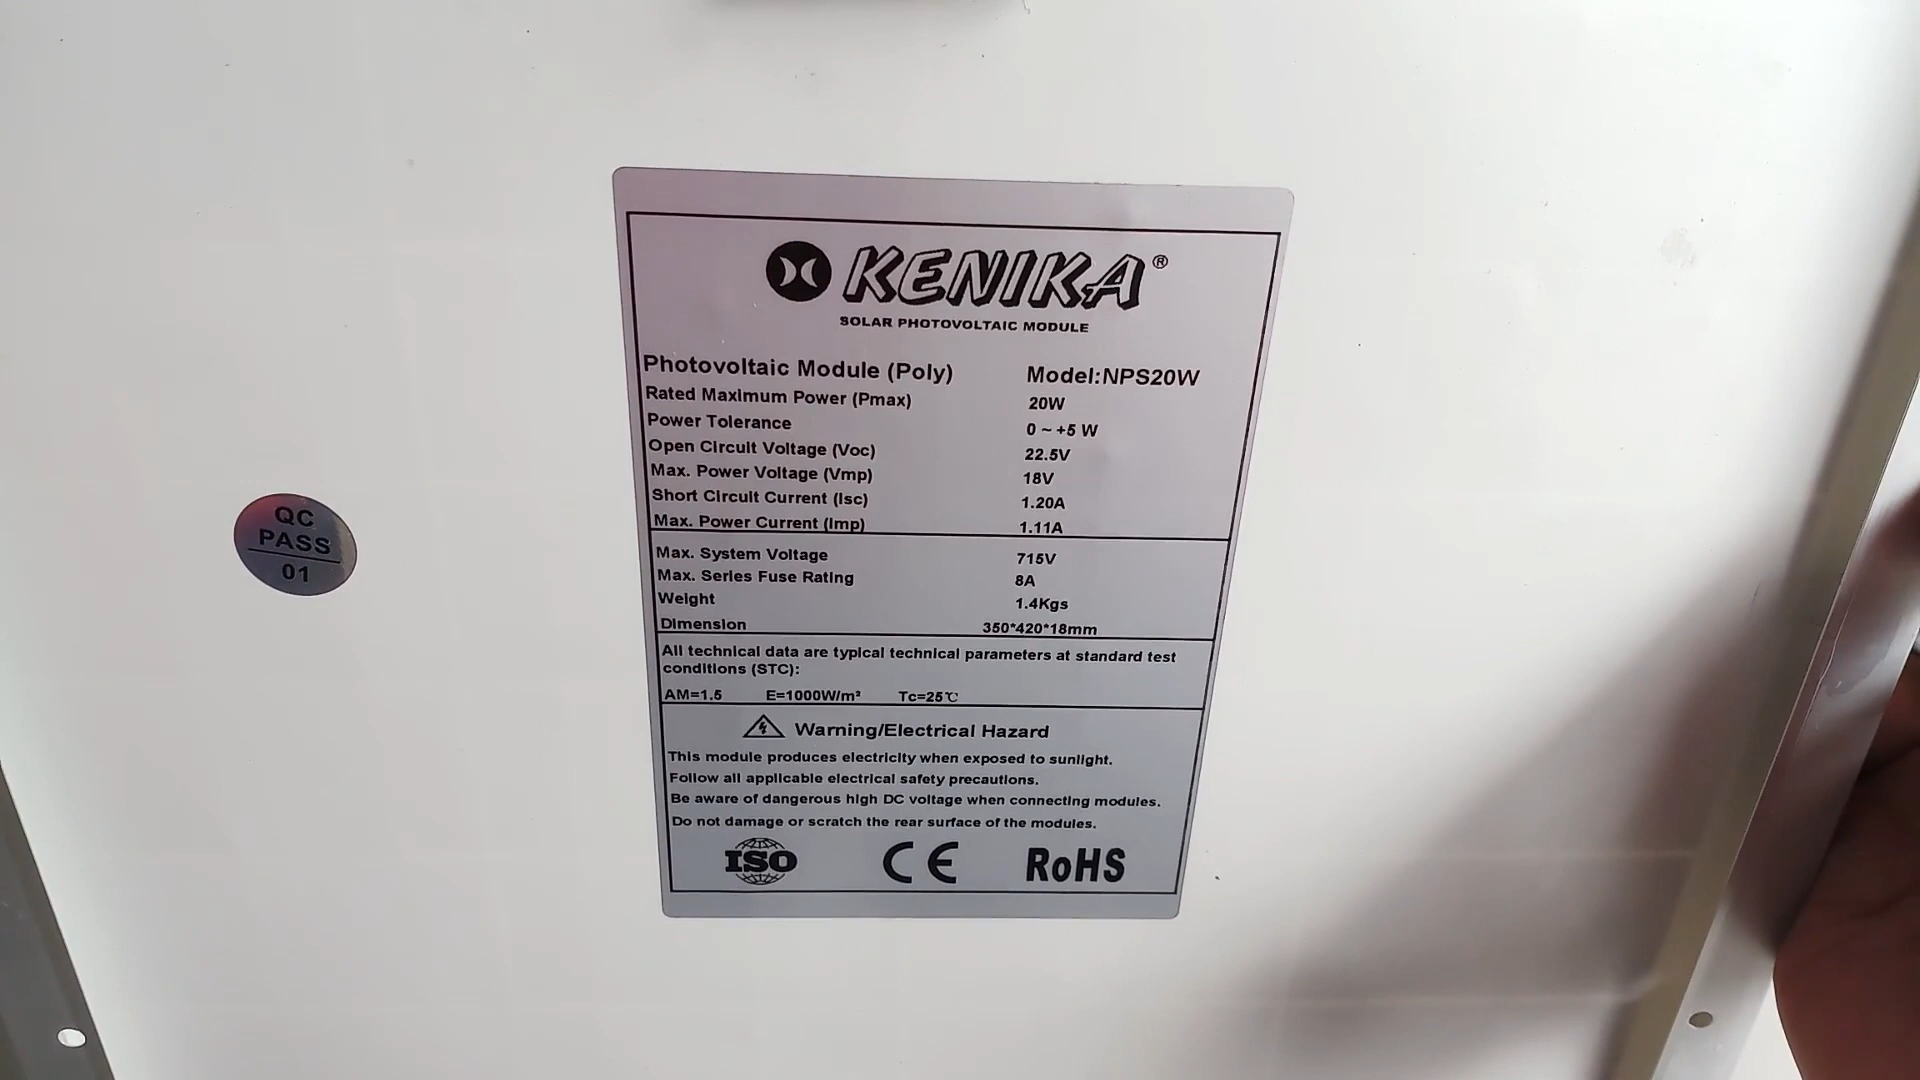 KENIKA®
SOLAR PHOTOVOLTAIC MODULE
Photovoltaic Module (Poly) Model:NPS20W
Rated Maximum Power (Pmax) 20W
Power Tolerance 0 ~ +5 W
Open Circuit Voltage (Voc) 22.5V
Max. Power Voltage (Vmp) 18V
Short Circuit Current (Isc) 1.20A
Max. Power Current (Imp) 1.11A
Max. System Voltage 715V
Max. Series Fuse Rating 8A
Weight 1.4Kgs
Dimension 350*420*18mm
All technical data are typical technical parameters at standard test
conditions (STC):
AM=1.5 E=1000W/m² Tc=25℃
Warning/Electrical Hazard
This module produces electricity when exposed to sunlight.
Follow all applicable electrical safety precautions.
Be aware of dangerous high DC voltage when connecting modules.
Do not damage or scratch the rear surface of the modules.
ISO CE RoHS
QC
PASS
01